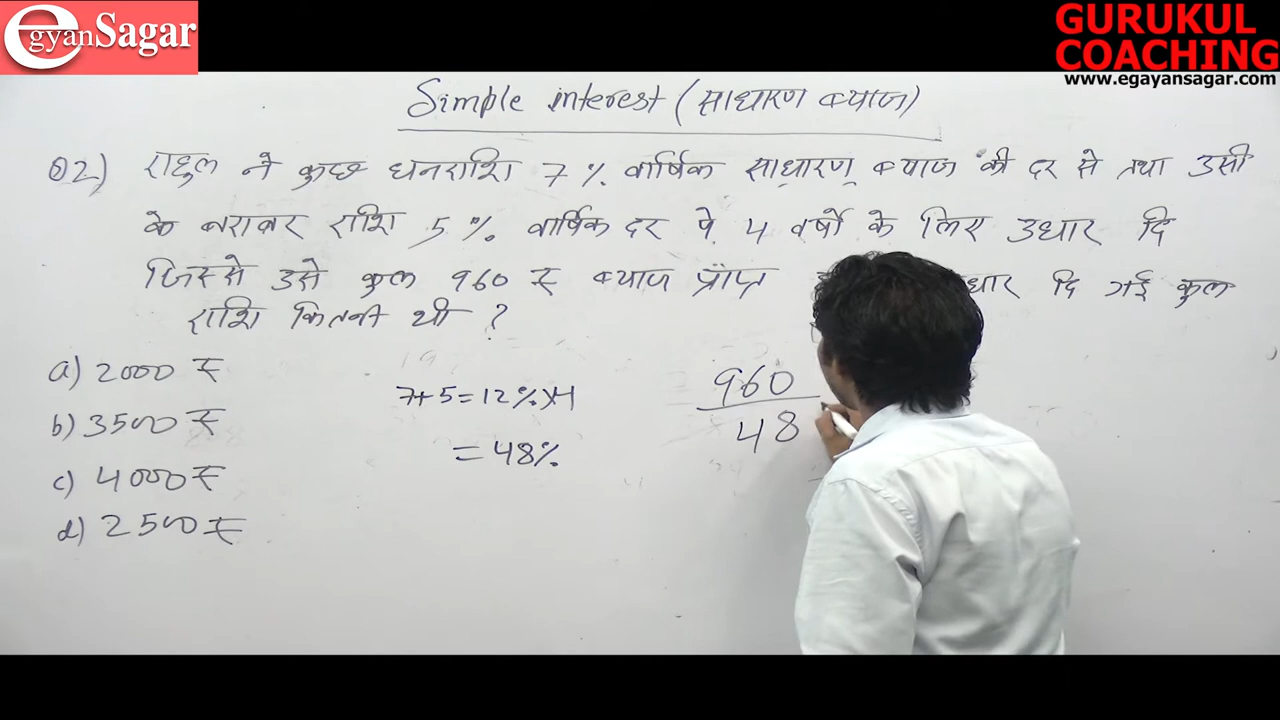 egyanSagar
GURUKUL
COACHING
www.egayansagar.com
Simple interest (साधारण ब्याज)
Q2) राहुल ने कुछ धनराशि 7 % वार्षिक साधारण ब्याज की दर से तथा उसी
के बराबर राशि 5 % वार्षिक दर पे 4 वर्षो के लिए उधार दि
जिससे उसे कुल 960 ₹ ब्याज प्राप्त धार दि गई कुल
राशि कितनी थी ?
a) 2000 ₹
b) 3500 ₹
c) 4000 ₹
d) 2500 ₹
7+5=12%×4
=48%
960
48